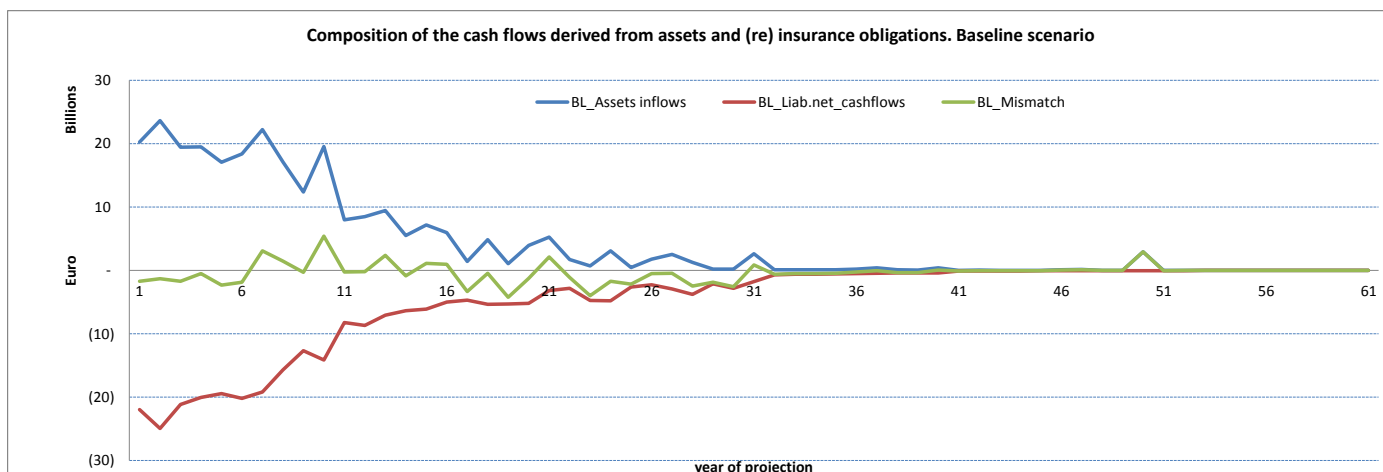 Composition of the cash flows derived from assets and (re) insurance obligations. Baseline scenario
Billions
Euro
30
20
10
-
(10)
(20)
(30)
BL_Assets inflows BL_Liab.net_cashflows BL_Mismatch
1 6 11 16 21 26 31 36 41 46 51 56 61
year of projection